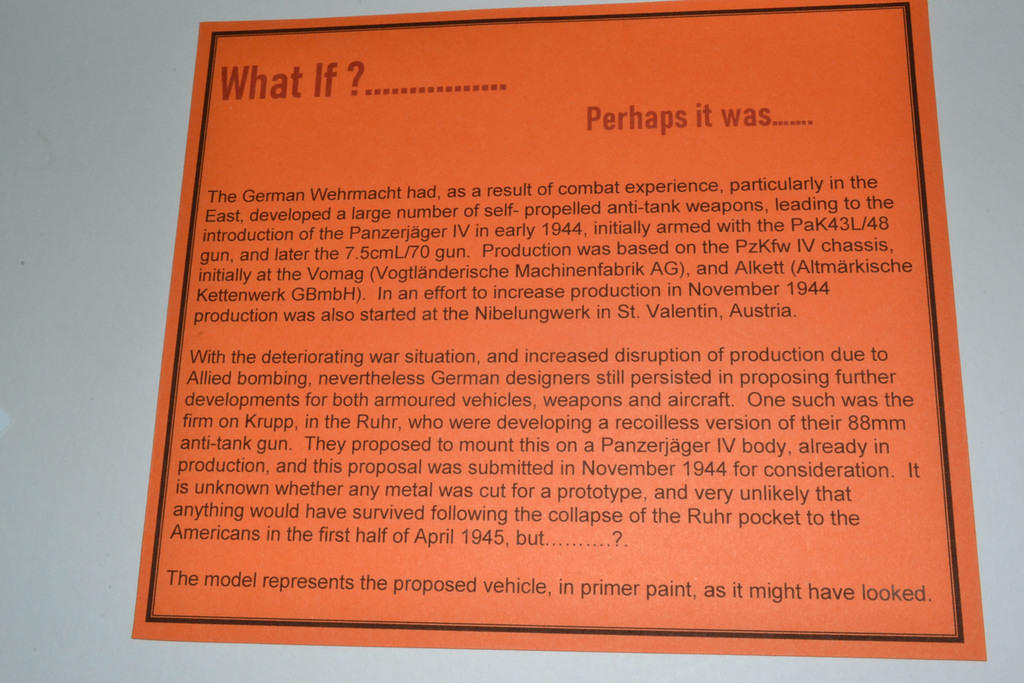 What If ?................
Perhaps it was.......
The German Wehrmacht had, as a result of combat experience, particularly in the
East, developed a large number of self- propelled anti-tank weapons, leading to the
introduction of the Panzerjäger IV in early 1944, initially armed with the PaK43L/48
gun, and later the 7.5cmL/70 gun. Production was based on the PzKfw IV chassis,
initially at the Vomag (Vogtländerische Machinenfabrik AG), and Alkett (Altmärkische
Kettenwerk GBmbH). In an effort to increase production in November 1944
production was also started at the Nibelungwerk in St. Valentin, Austria.
With the deteriorating war situation, and increased disruption of production due to
Allied bombing, nevertheless German designers still persisted in proposing further
developments for both armoured vehicles, weapons and aircraft. One such was the
firm on Krupp, in the Ruhr, who were developing a recoilless version of their 88mm
anti-tank gun. They proposed to mount this on a Panzerjäger IV body, already in
production, and this proposal was submitted in November 1944 for consideration. It
is unknown whether any metal was cut for a prototype, and very unlikely that
anything would have survived following the collapse of the Ruhr pocket to the
Americans in the first half of April 1945, but..........?.
The model represents the proposed vehicle, in primer paint, as it might have looked.